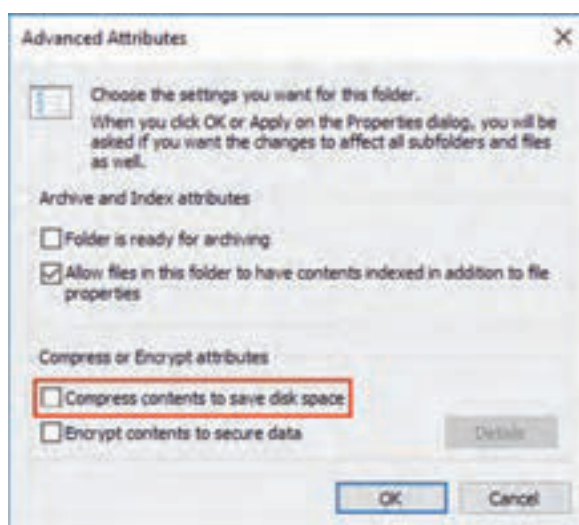 Advanced Attributes
Choose the settings you want for this folder.
When you click OK or Apply on the Properties dialog, you will be
asked if you want the changes to affect all subfolders and files
as well.
Archive and Index attributes
Folder is ready for archiving
Allow files in this folder to have contents indexed in addition to file
properties
Compress or Encrypt attributes
Compress contents to save disk space
Encrypt contents to secure data
Details
OK
Cancel